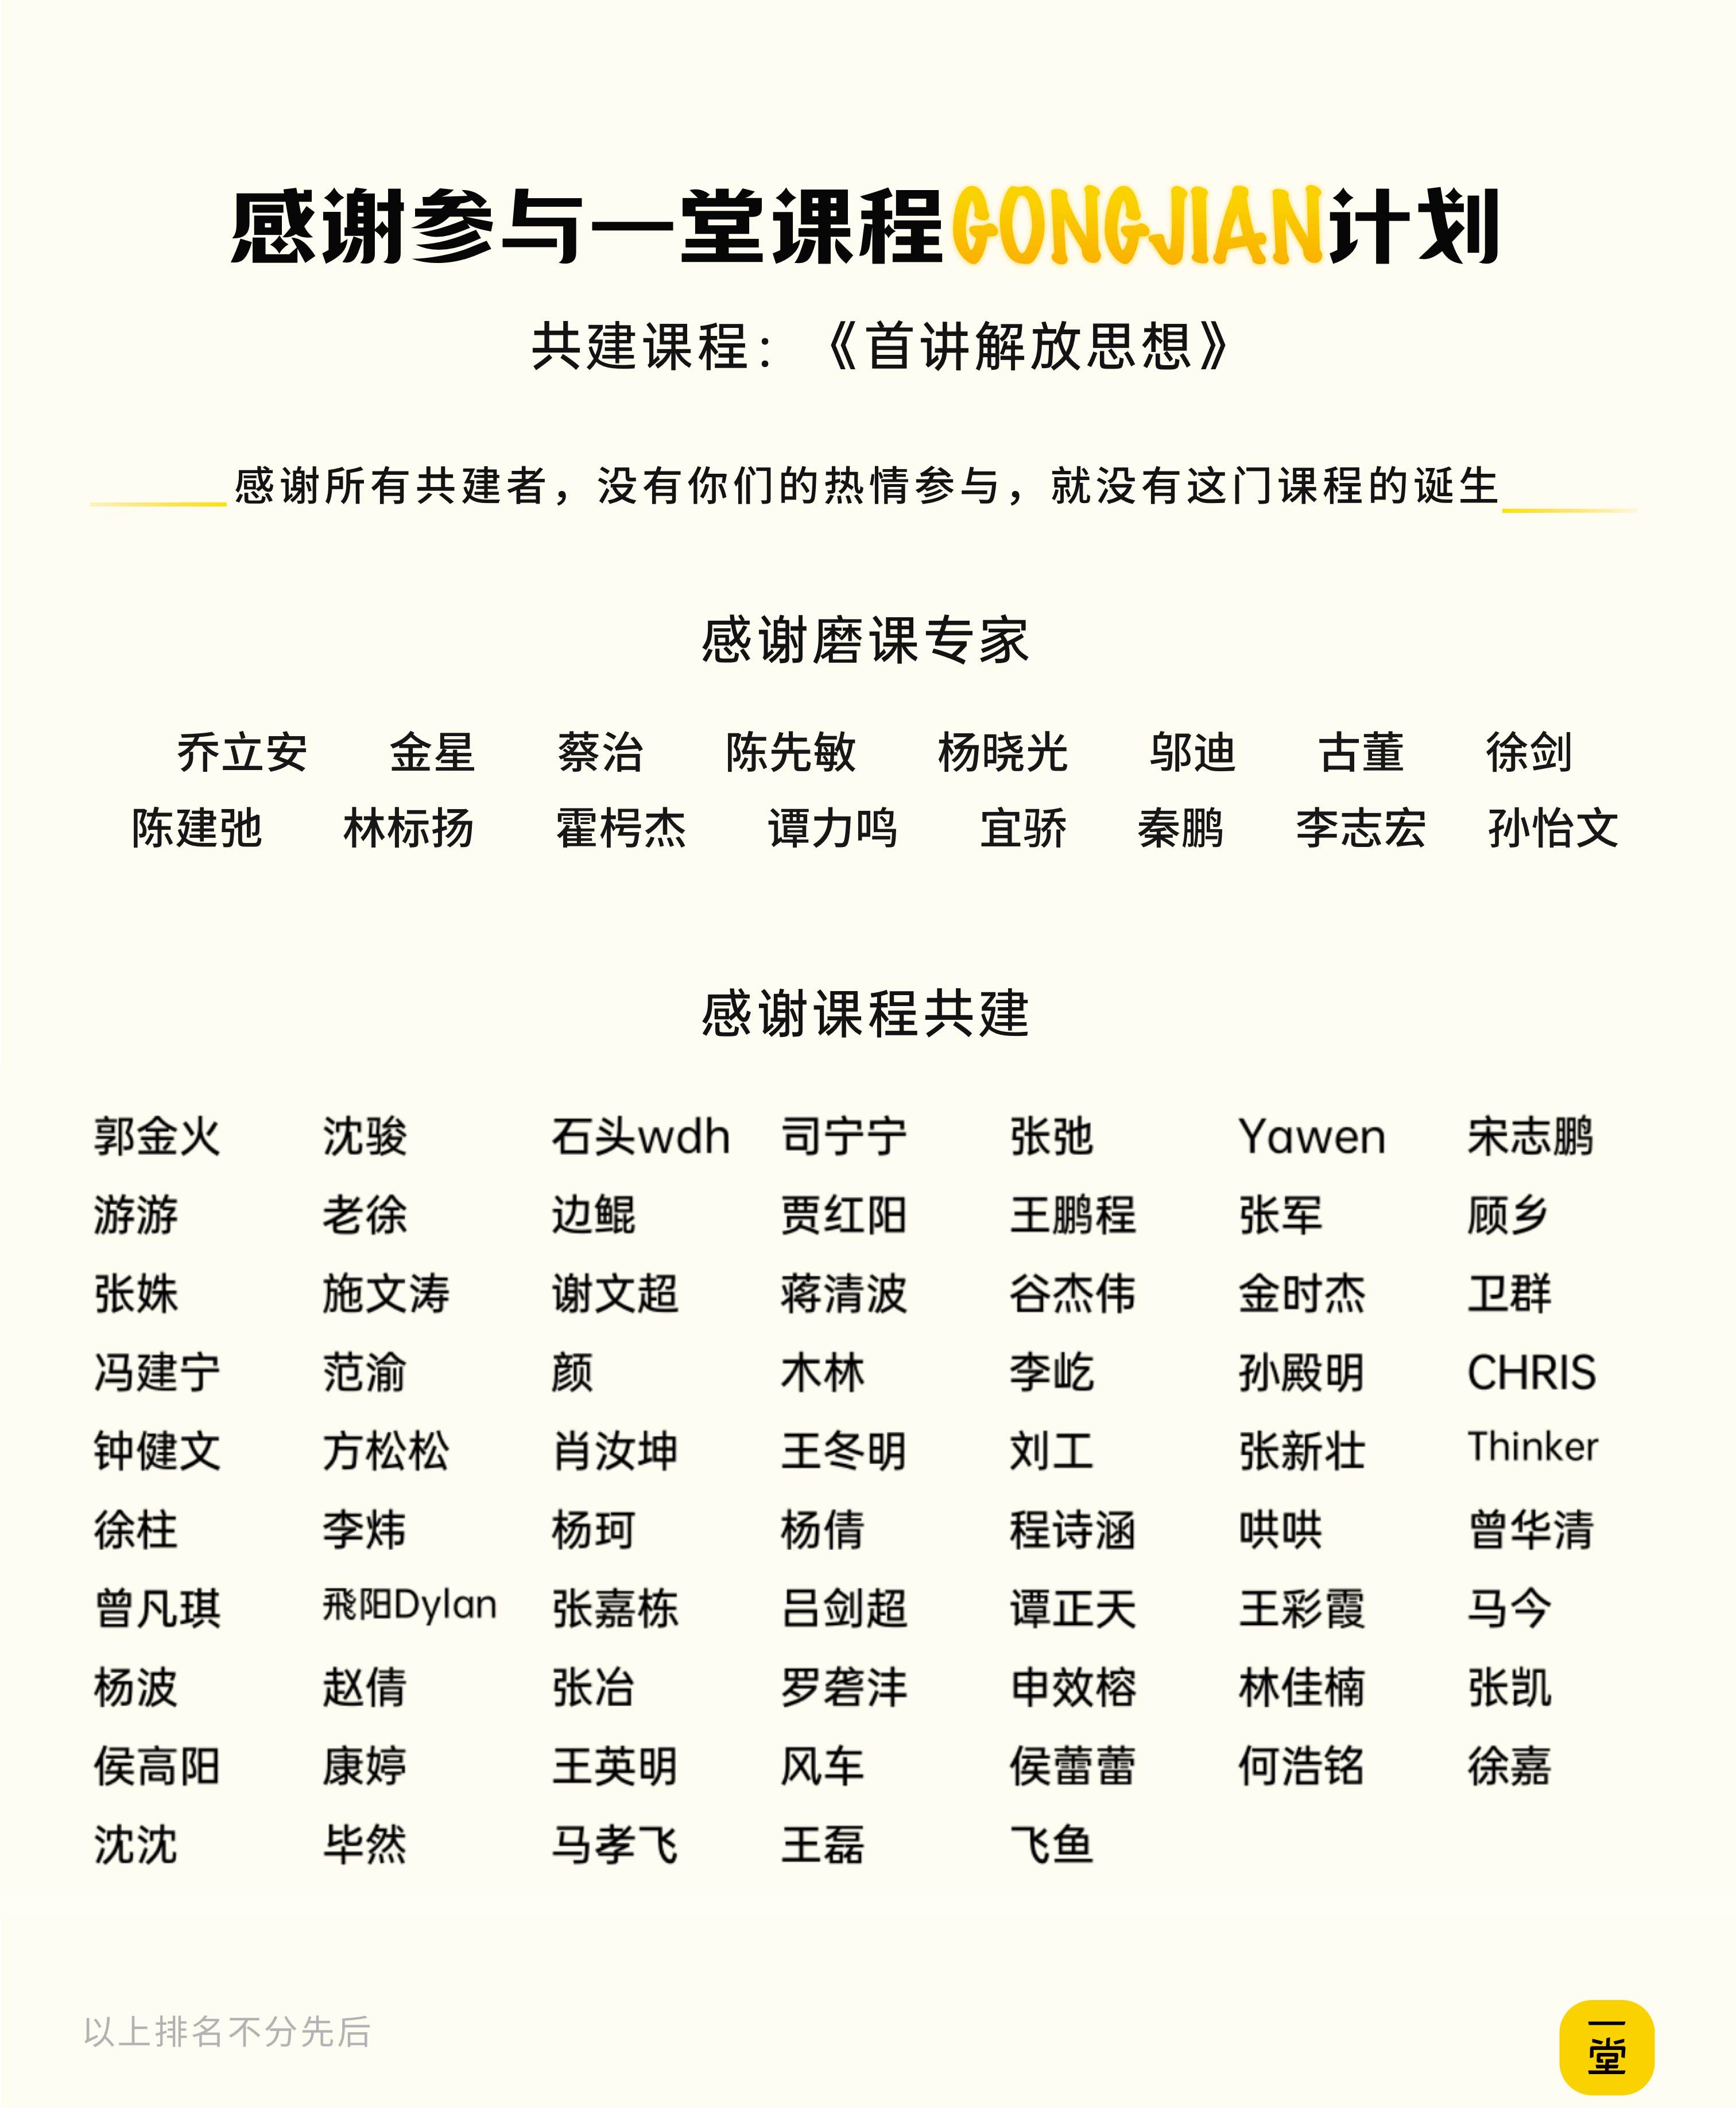 感谢参与一堂课程GONGJIAN计划
共建课程：《首讲解放思想》
感谢所有共建者，没有你们的热情参与，就没有这门课程的诞生
感谢磨课专家
乔立安 金星 蔡治 陈先敏 杨晓光 邬迪 古董 徐剑
陈建弛 林标扬 霍枵杰 谭力鸣 宜骄 秦鹏 李志宏 孙怡文
感谢课程共建
郭金火 沈骏 石头wdh 司宁宁 张弛 Yawen 宋志鹏
游游 老徐 边鲲 贾红阳 王鹏程 张军 顾乡
张姝 施文涛 谢文超 蒋清波 谷杰伟 金时杰 卫群
冯建宁 范渝 颜 木林 李屹 孙殿明 CHRIS
钟健文 方松松 肖汝坤 王冬明 刘工 张新壮 Thinker
徐柱 李炜 杨珂 杨倩 程诗涵 哄哄 曾华清
曾凡琪 飛阳Dylan 张嘉栋 吕剑超 谭正天 王彩霞 马今
杨波 赵倩 张冶 罗砻沣 申效榕 林佳楠 张凯
侯高阳 康婷 王英明 风车 侯蕾蕾 何浩铭 徐嘉
沈沈 毕然 马孝飞 王磊 飞鱼
以上排名不分先后
一堂